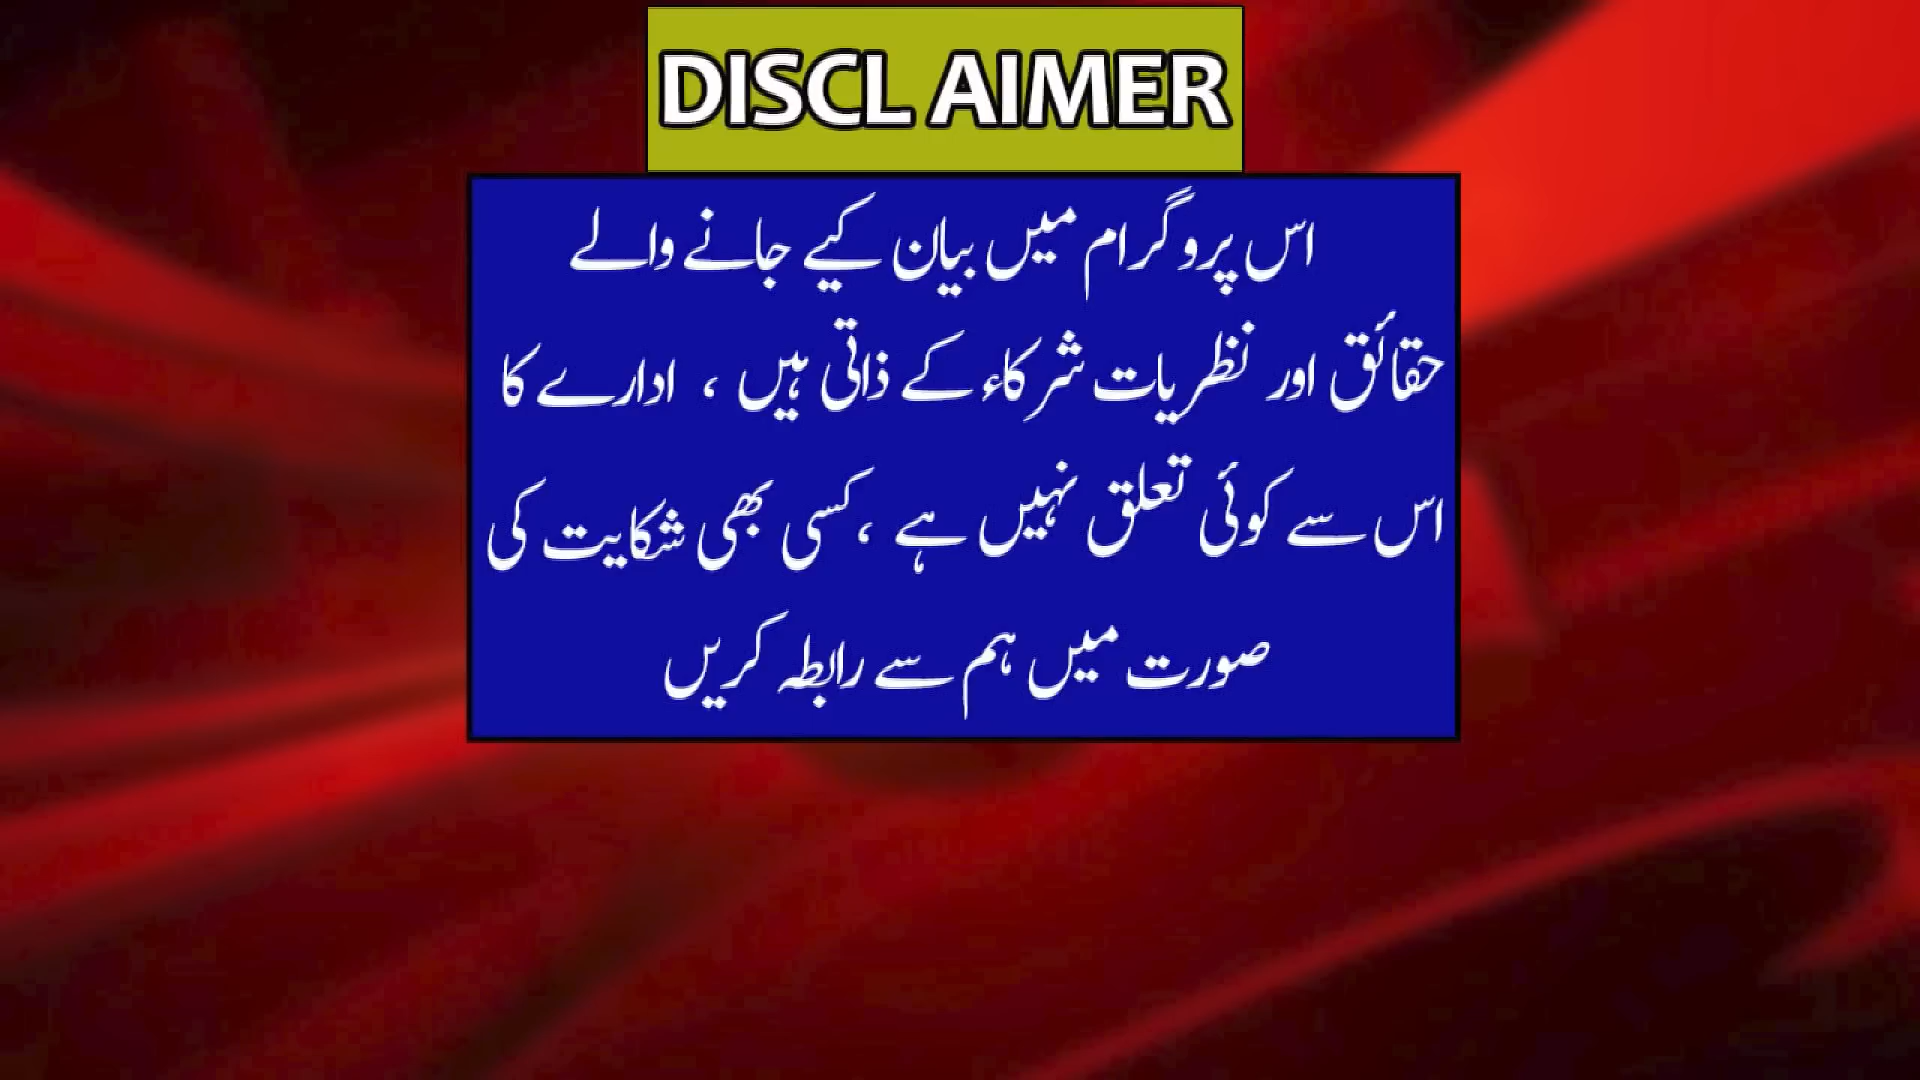 DISCL AIMER
اس پروگرام میں بیان کیے جانے والے
حقائق اور نظریات شرکاء کے ذاتی ہیں ، ادارے کا
اس سے کوئی تعلق نہیں ہے ،کسی بھی شکایت کی
صورت میں ہم سے رابطہ کریں